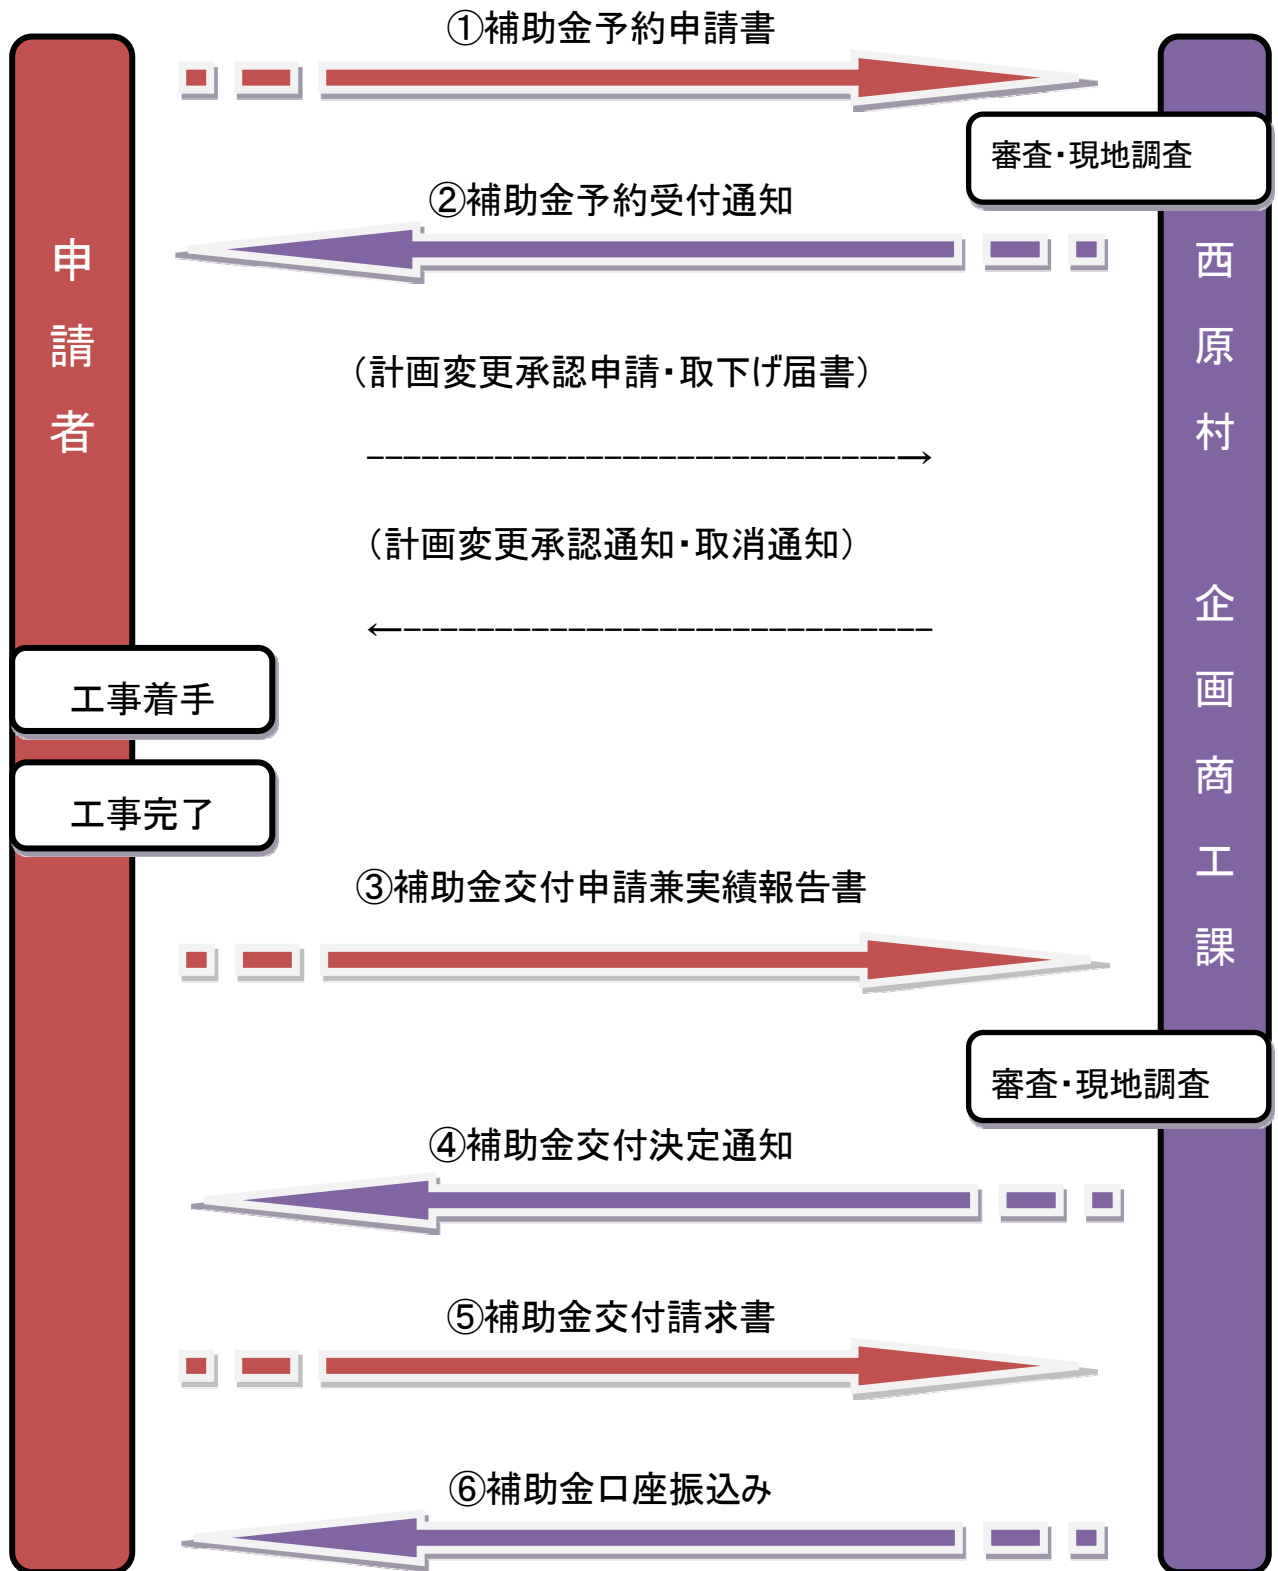 ①補助金予約申請書
審査・現地調査
②補助金予約受付通知
申請者
西原村 企画商工課
（計画変更承認申請・取下げ届書）
-----------------------------→
（計画変更承認通知・取消通知）
←-----------------------------
工事着手
工事完了
③補助金交付申請兼実績報告書
審査・現地調査
④補助金交付決定通知
⑤補助金交付請求書
⑥補助金口座振込み